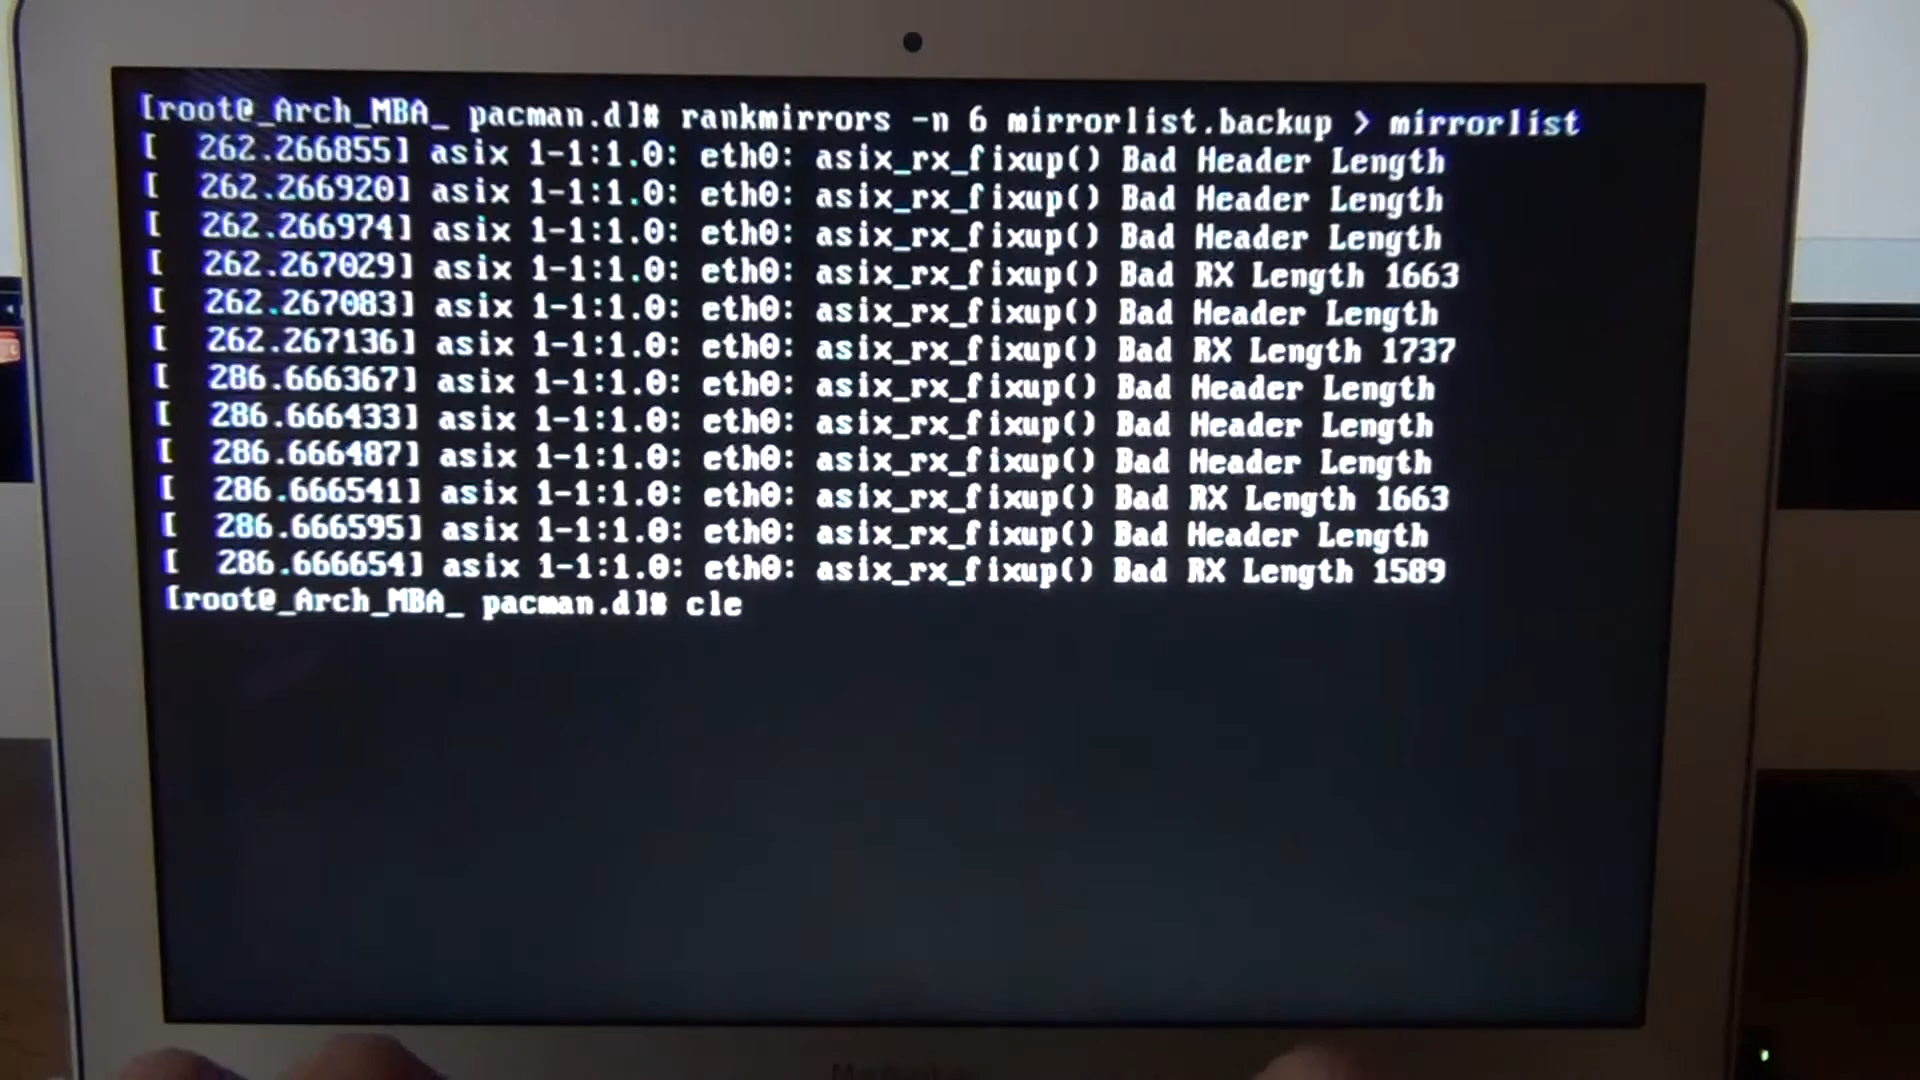 [root@_Arch_MBA_ pacman.d]# rankmirrors -n 6 mirrorlist.backup > mirrorlist
[  262.266855] asix 1-1:1.0: eth0: asix_rx_fixup() Bad Header Length
[  262.266920] asix 1-1:1.0: eth0: asix_rx_fixup() Bad Header Length
[  262.266974] asix 1-1:1.0: eth0: asix_rx_fixup() Bad Header Length
[  262.267029] asix 1-1:1.0: eth0: asix_rx_fixup() Bad RX Length 1663
[  262.267083] asix 1-1:1.0: eth0: asix_rx_fixup() Bad Header Length
[  262.267136] asix 1-1:1.0: eth0: asix_rx_fixup() Bad RX Length 1737
[  286.666367] asix 1-1:1.0: eth0: asix_rx_fixup() Bad Header Length
[  286.666433] asix 1-1:1.0: eth0: asix_rx_fixup() Bad Header Length
[  286.666487] asix 1-1:1.0: eth0: asix_rx_fixup() Bad Header Length
[  286.666541] asix 1-1:1.0: eth0: asix_rx_fixup() Bad RX Length 1663
[  286.666595] asix 1-1:1.0: eth0: asix_rx_fixup() Bad Header Length
[  286.666654] asix 1-1:1.0: eth0: asix_rx_fixup() Bad RX Length 1589
[root@_Arch_MBA_ pacman.d]# cle